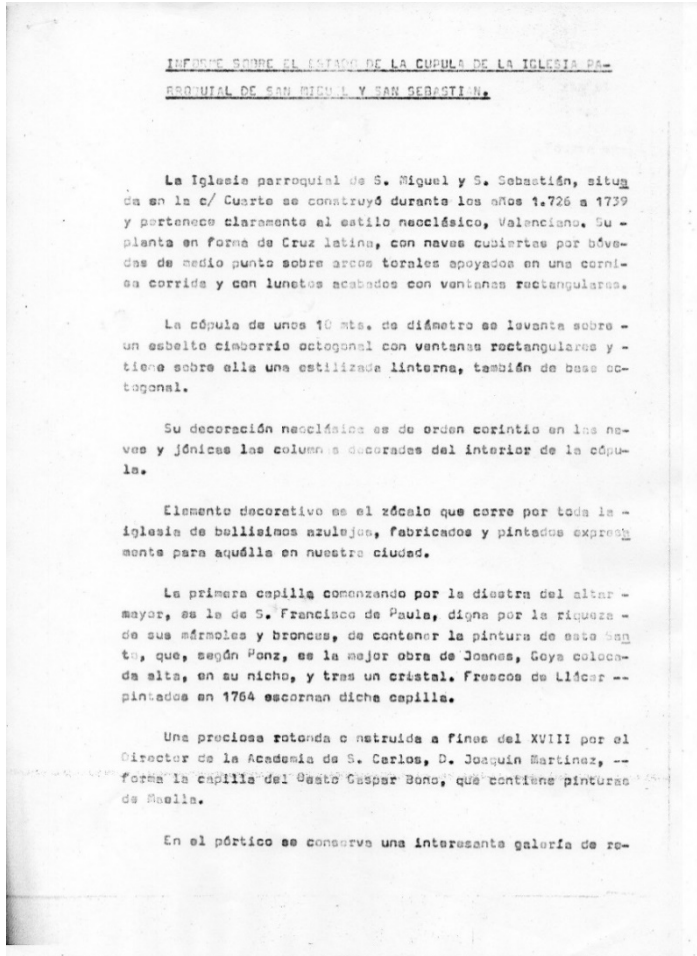 INFORME SOBRE EL ESTADO DE LA CUPULA DE LA IGLESIA PA-
RROQUIAL DE SAN MIGUEL Y SAN SEBASTIAN.
La Iglesia parroquial de S. Miguel y S. Sebastián, situa
da en la c/ Cuarte se construyó durante los años 1.726 a 1739
y pertenece claramente al estilo neoclásico, Valenciano. Su -
planta en forma de Cruz latina, con naves cubiertas por bóve-
das de medio punto sobre arcos torales apoyados en una corni-
sa corrida y con lunetos acabados con ventanas rectangulares.
La cópula de unos 10 mts. de diámetro se levanta sobre -
un esbelto cimborrio octogonal con ventanas rectangulares y -
tiene sobre ella una estilizada linterna, también de base oc-
togonal.
Su decoración neoclásica es de orden corintio en las na-
ves y jónicas las columnas decoradas del interior de la cópu-
la.
Elemento decorativo es el zócalo que corre por toda la -
iglesia de bellisimos azulejos, fabricados y pintados expresa
mente para aquálla en nuestre ciudad.
La primera capilla comenzando por la diestra del altar -
mayor, es la de S. Francisco de Paula, digna por la riqueza -
de sus mármoles y bronces, de contener la pintura de este San
to, que, según Ponz, es la mejor obra de Joanes, Goya coloca-
da alta, en su nicho, y tras un cristal. Frescos de Llácer --
pintados en 1764 escornan dicha capilla.
Una preciosa rotonda c nstruida a fines del XVIII por el
Director de la Academia de S. Carlos, D. Joaquin Martinez, --
forma la capilla del Beato Gaspar Bono, que contiene pinturas
de Maella.
En el pórtico se conserva una interesante galería de re-